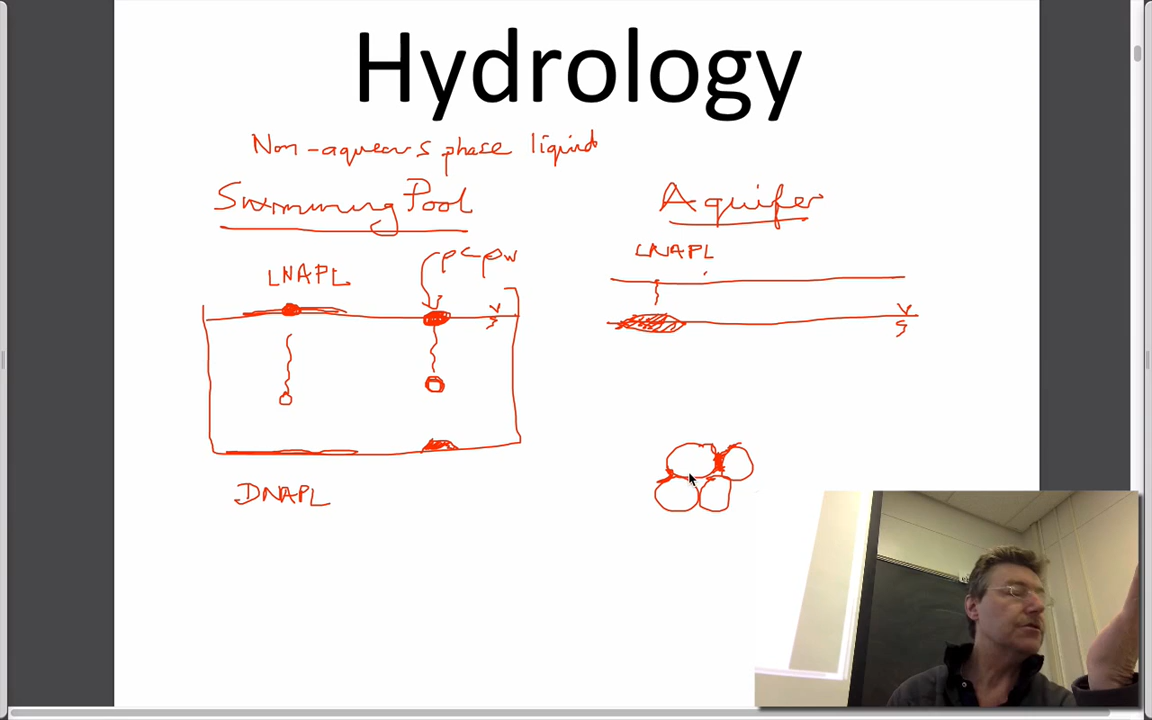 Hydrology
Non-aqueous phase liquid
Swimming Pool
Aquifer
LNAPL
ρ<ρw
LNAPL
DNAPL